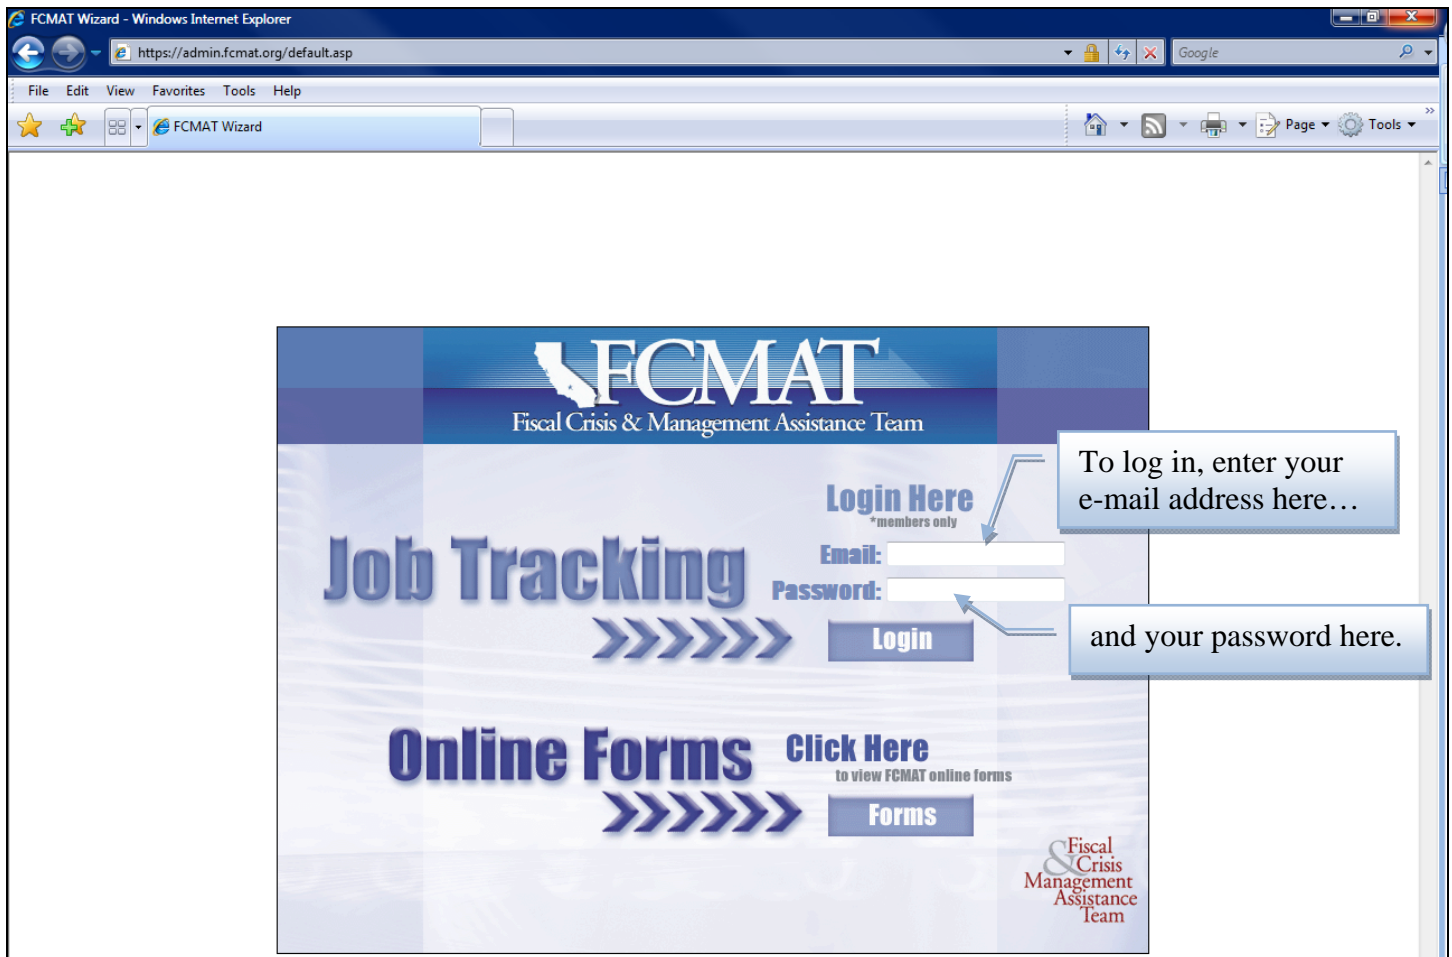 FCMAT Wizard - Windows Internet Explorer
https://admin.fcmat.org/default.asp
Google
File Edit View Favorites Tools Help
FCMAT Wizard
Page
Tools
FCMAT
Fiscal Crisis & Management Assistance Team
To log in, enter your
e-mail address here…
Login Here
*members only
Job Tracking
Email:
Password:
and your password here.
Login
Online Forms
Click Here
to view FCMAT online forms
Forms
Fiscal
& Crisis
Management
Assistance
Team